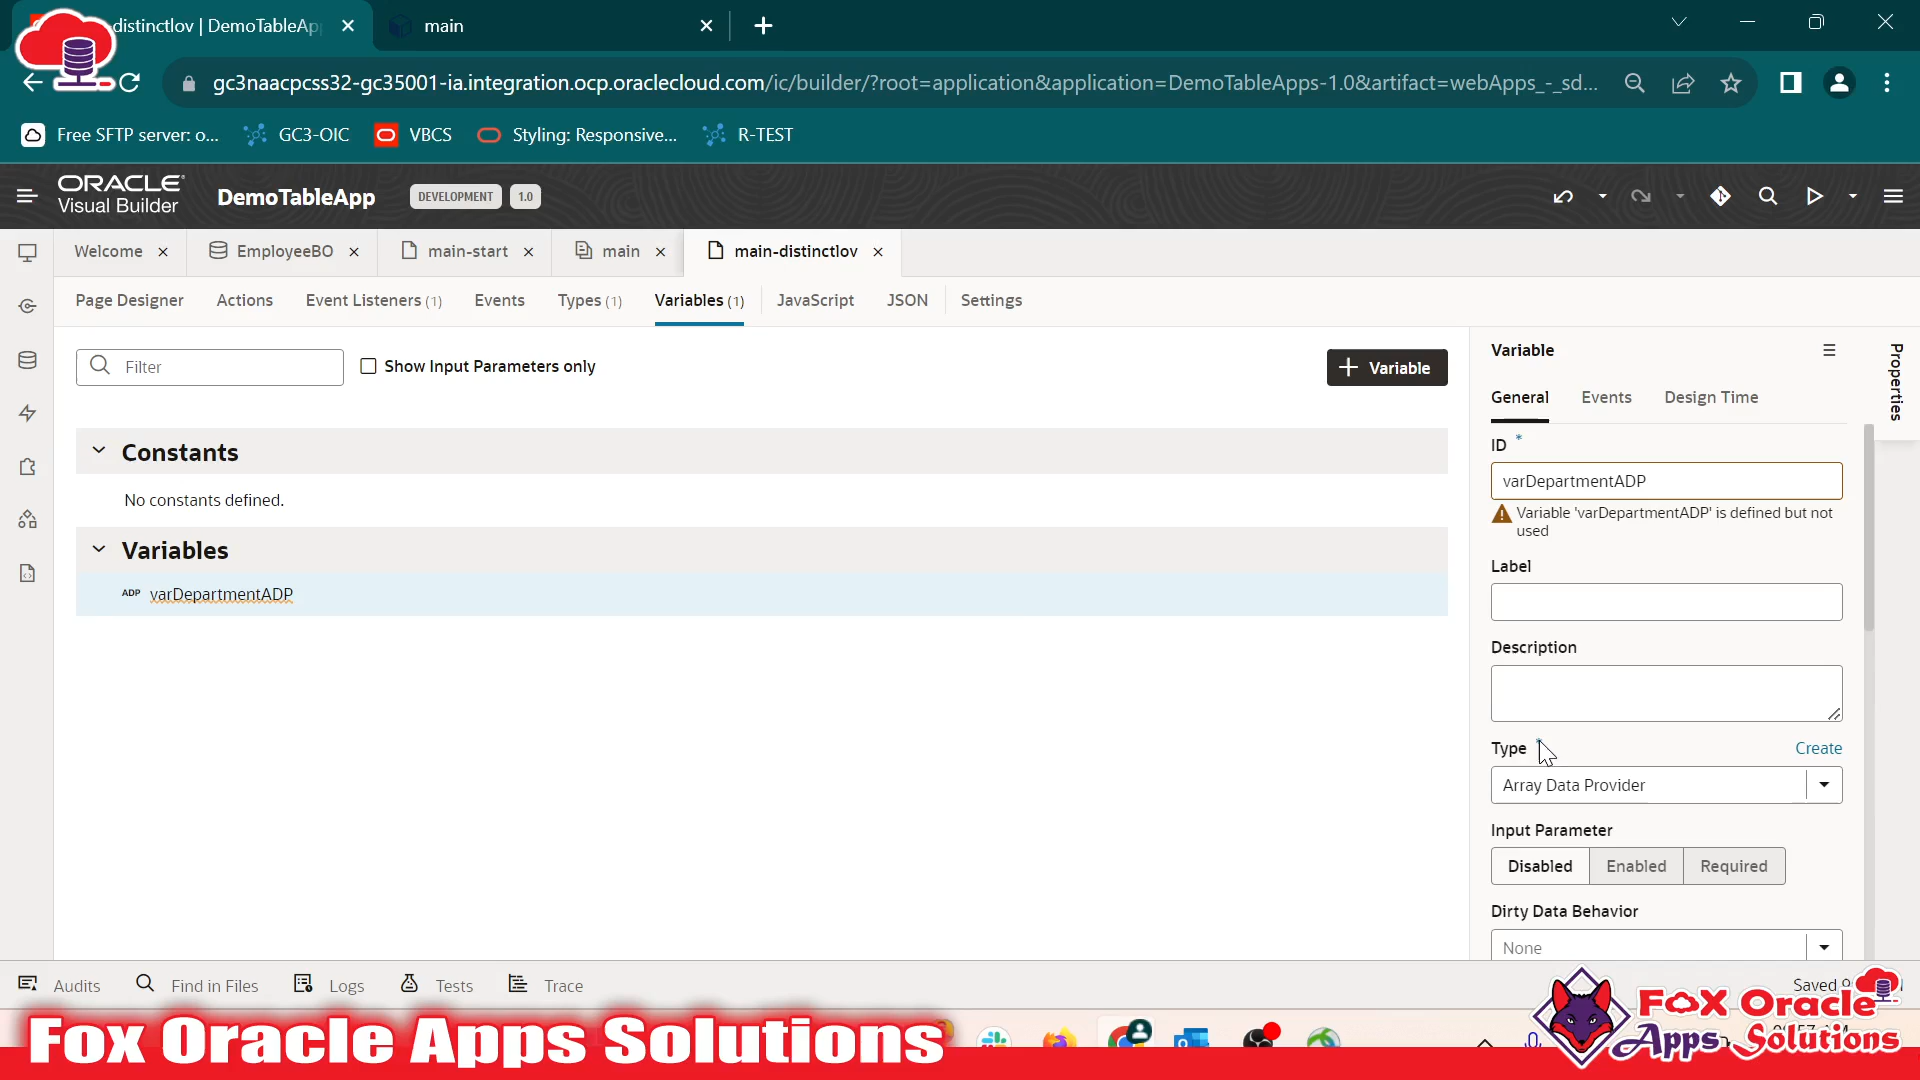 distinctlov | DemoTableAp
main
gc3naacpcss32-gc35001-ia.integration.ocp.oraclecloud.com/ic/builder/?root=application&application=DemoTableApps-1.0&artifact=webApps_-_sd...
Free SFTP server: o...
GC3-OIC
VBCS
Styling: Responsive...
R-TEST
ORACLE
Visual Builder
DemoTableApp
DEVELOPMENT
1.0
Welcome
EmployeeBO
main-start
main
main-distinctlov
Page Designer
Actions
Event Listeners (1)
Events
Types (1)
Variables (1)
JavaScript
JSON
Settings
Filter
Show Input Parameters only
+ Variable
Constants
No constants defined.
Variables
ADP varDepartmentADP
Variable
Properties
General
Events
Design Time
ID *
varDepartmentADP
Variable 'varDepartmentADP' is defined but not
used
Label
Description
Type
Create
Array Data Provider
Input Parameter
Disabled
Enabled
Required
Dirty Data Behavior
None
Audits
Find in Files
Logs
Tests
Trace
Saved
Fox Oracle Apps Solutions
FoX Oracle
Apps Solutions